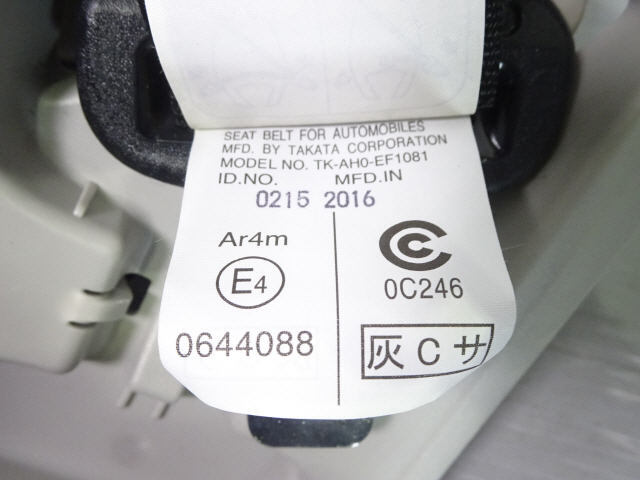 SEAT BELT FOR AUTOMOBILES
MFD. BY TAKATA CORPORATION
MODEL NO. TK-AH0-EF1081
ID.NO. MFD.IN
0215 2016
Ar4m
E4
0644088
0C246
灰 C サ